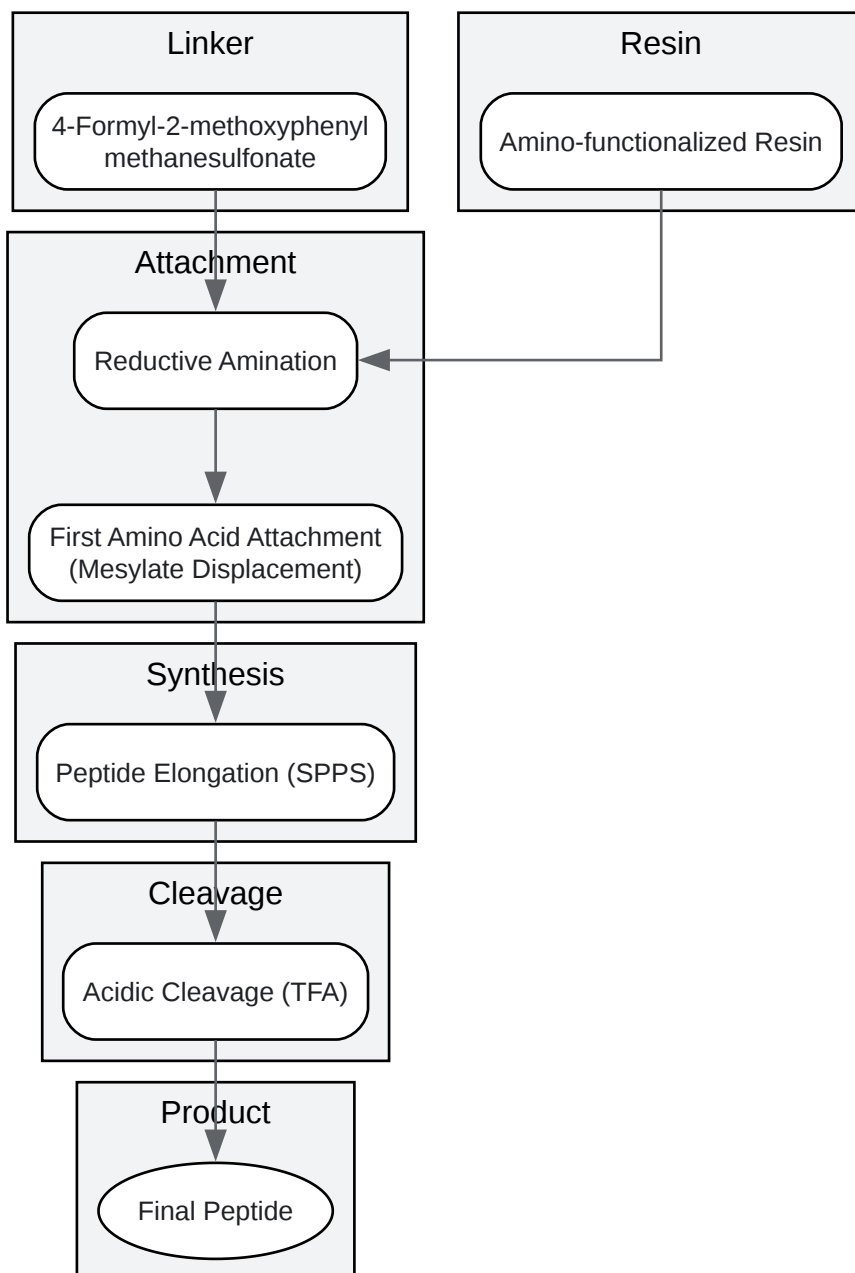 Linker
Resin
4-Formyl-2-methoxyphenyl
methanesulfonate
Amino-functionalized Resin
Attachment
Reductive Amination
First Amino Acid Attachment
(Mesylate Displacement)
Synthesis
Peptide Elongation (SPPS)
Cleavage
Acidic Cleavage (TFA)
Product
Final Peptide